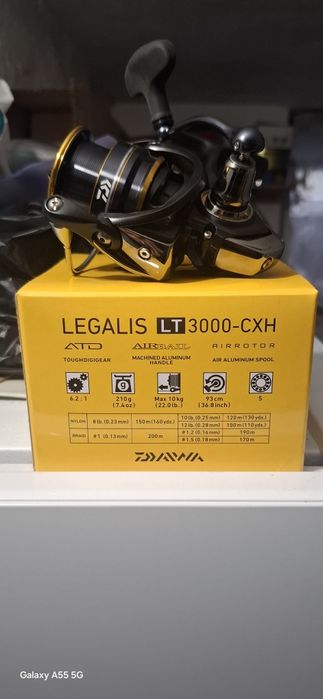 LEGALIS LT 3000-CXH
ATD AIRBAIL AIRROTOR
TOUGHDIGIGEAR MACHINED ALUMINUM HANDLE AIR ALUMINUM SPOOL
6.2 : 1 210g (7.4oz) Max 10kg (22.0lb.) 93cm (36.8inch) 5
NYLON 8lb. (0.23mm) 150m (160yds.) 10lb. (0.25mm) 120m (130yds.)
12lb. (0.28mm) 100m (110yds.)
BRAID #1 (0.13mm) 200m #1.2 (0.16mm) 190m
#1.5 (0.18mm) 170m
DAIWA
Galaxy A55 5G